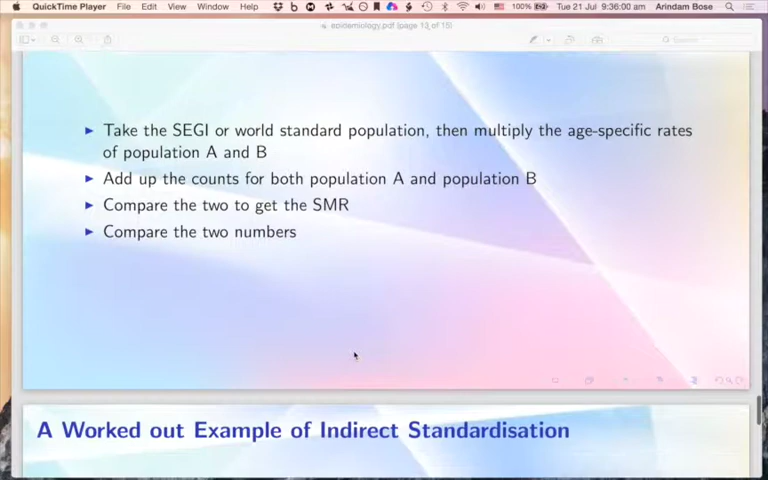 QuickTime Player File Edit View Window Help 100% Tue 21 Jul 9:36:00 am Arindam Bose
epidemiology.pdf (page 13 of 15)
Search
► Take the SEGI or world standard population, then multiply the age-specific rates
of population A and B
► Add up the counts for both population A and population B
► Compare the two to get the SMR
► Compare the two numbers
A Worked out Example of Indirect Standardisation